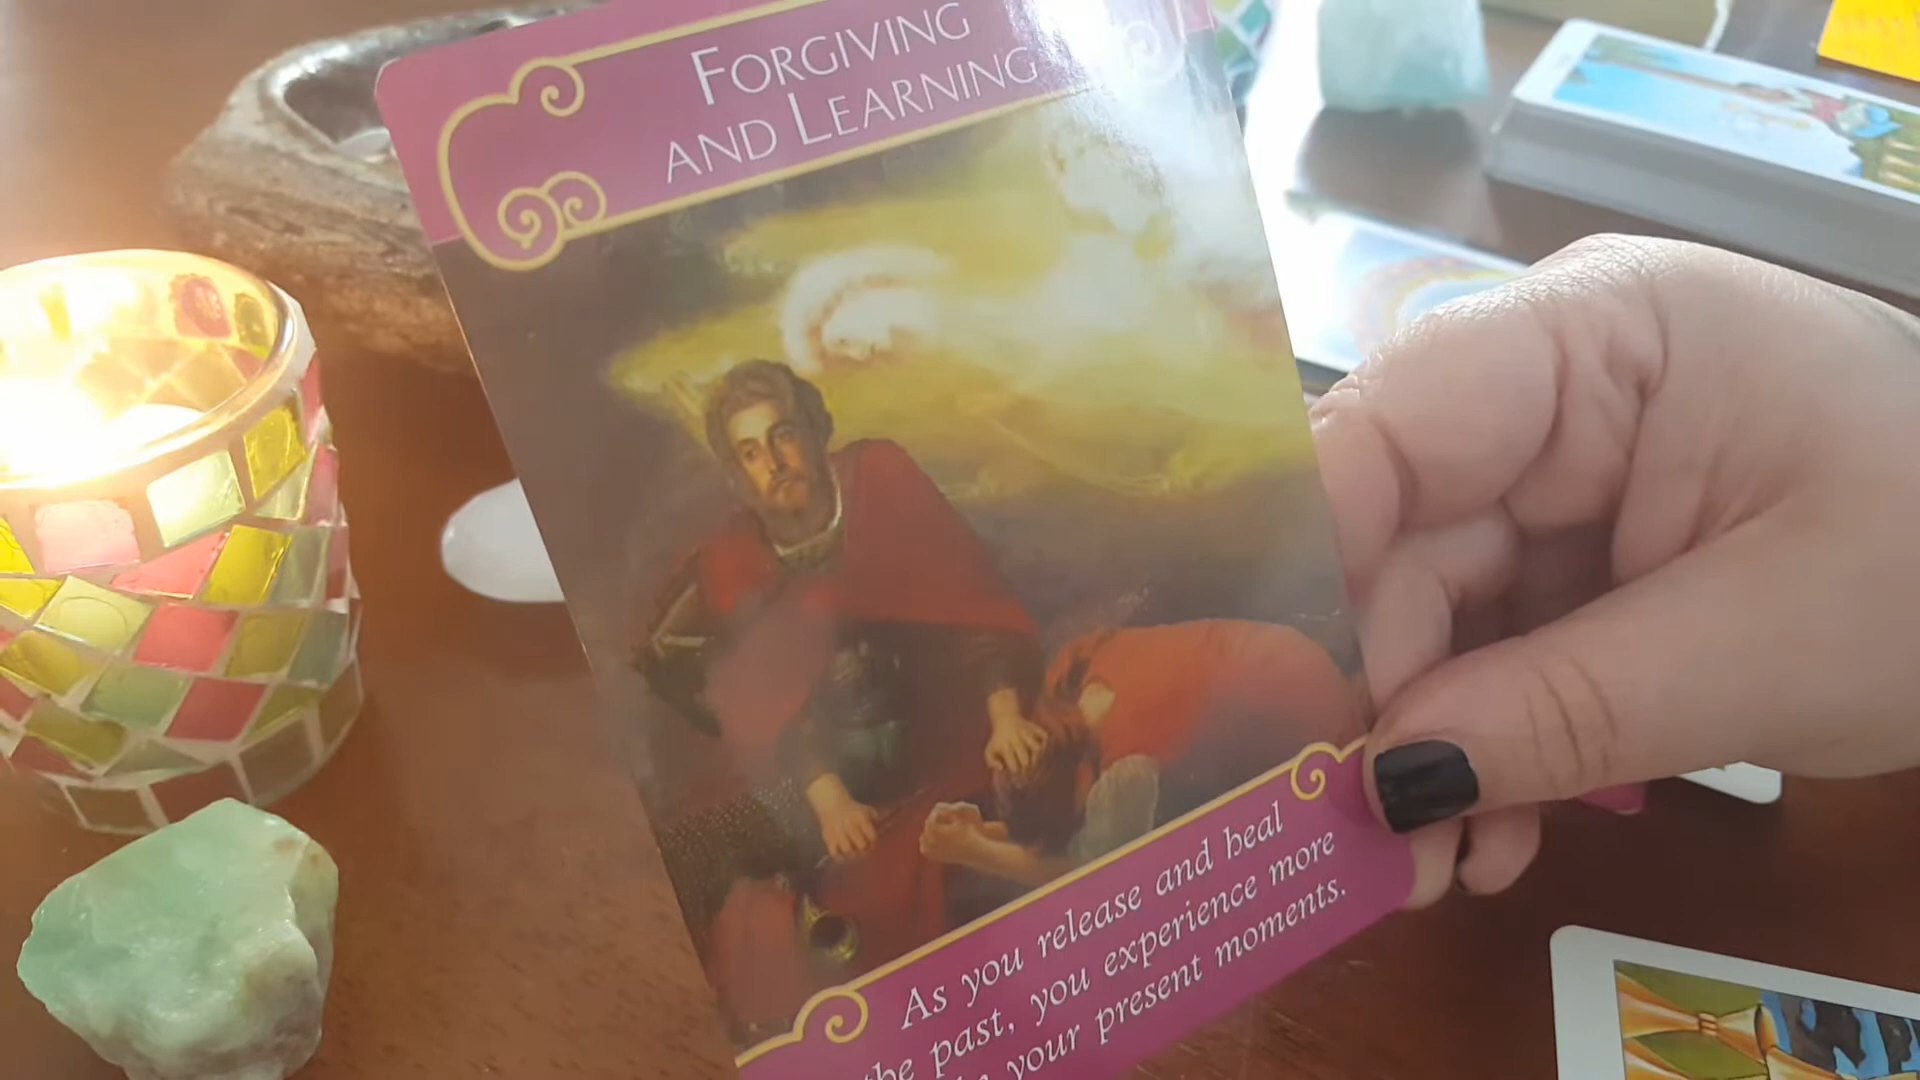 FORGIVING
AND LEARNING
As you release and heal
the past, you experience more
your present moments.